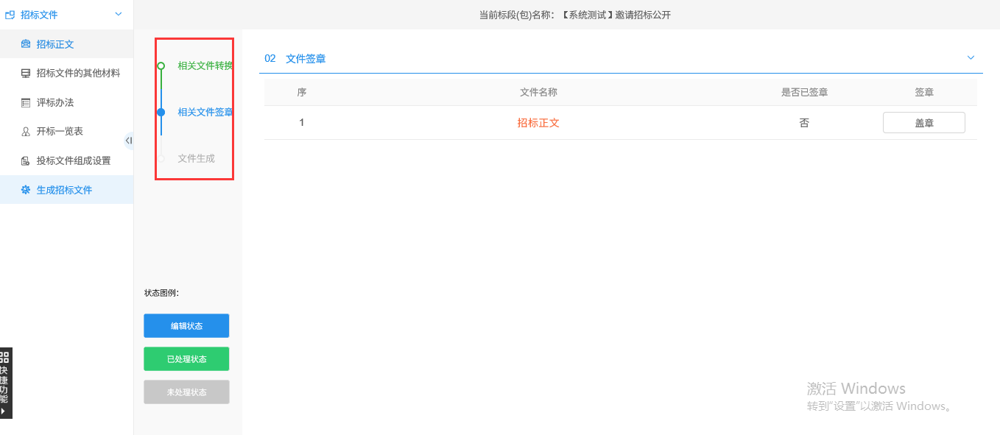 招标文件
当前标段(包)名称：【系统测试】邀请招标公开
招标正文
招标文件的其他材料
评标办法
开标一览表
投标文件组成设置
生成招标文件
快捷功能
相关文件转换
相关文件签章
文件生成
状态图例：
编辑状态
已处理状态
未处理状态
02 文件签章
序 文件名称 是否已签章 签章
1 招标正文 否 盖章
激活 Windows
转到"设置"以激活 Windows。